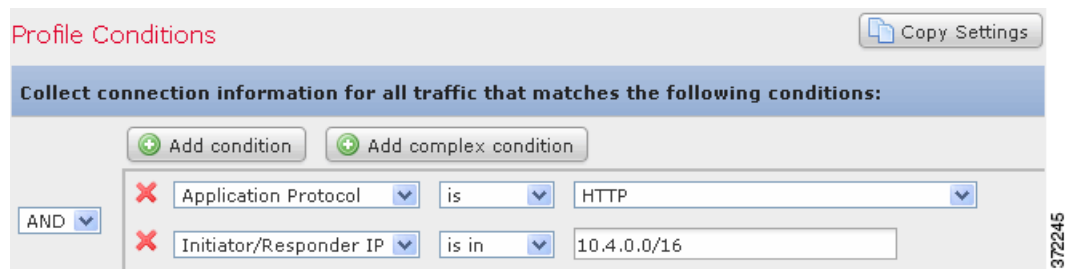 Profile Conditions
Copy Settings
Collect connection information for all traffic that matches the following conditions:
Add condition
Add complex condition
AND
Application Protocol
is
HTTP
Initiator/Responder IP
is in
10.4.0.0/16
372245